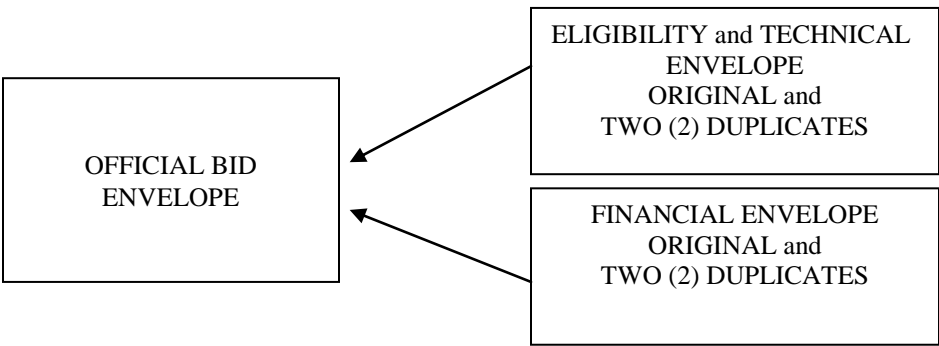 OFFICIAL BID
ENVELOPE
ELIGIBILITY and TECHNICAL
ENVELOPE
ORIGINAL and
TWO (2) DUPLICATES
FINANCIAL ENVELOPE
ORIGINAL and
TWO (2) DUPLICATES